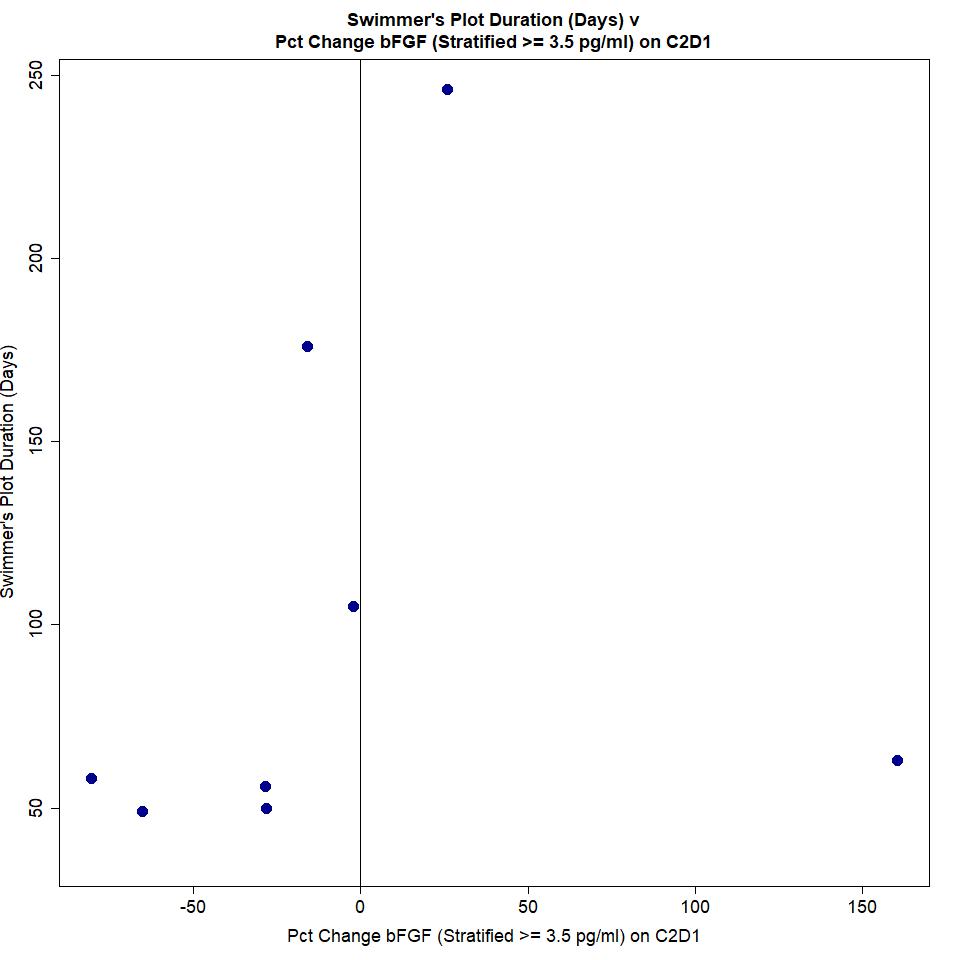 Swimmer's Plot Duration (Days) v
Pct Change bFGF (Stratified >= 3.5 pg/ml) on C2D1
250
200
150
100
50
Swimmer's Plot Duration (Days)
-50
0
50
100
150
Pct Change bFGF (Stratified >= 3.5 pg/ml) on C2D1